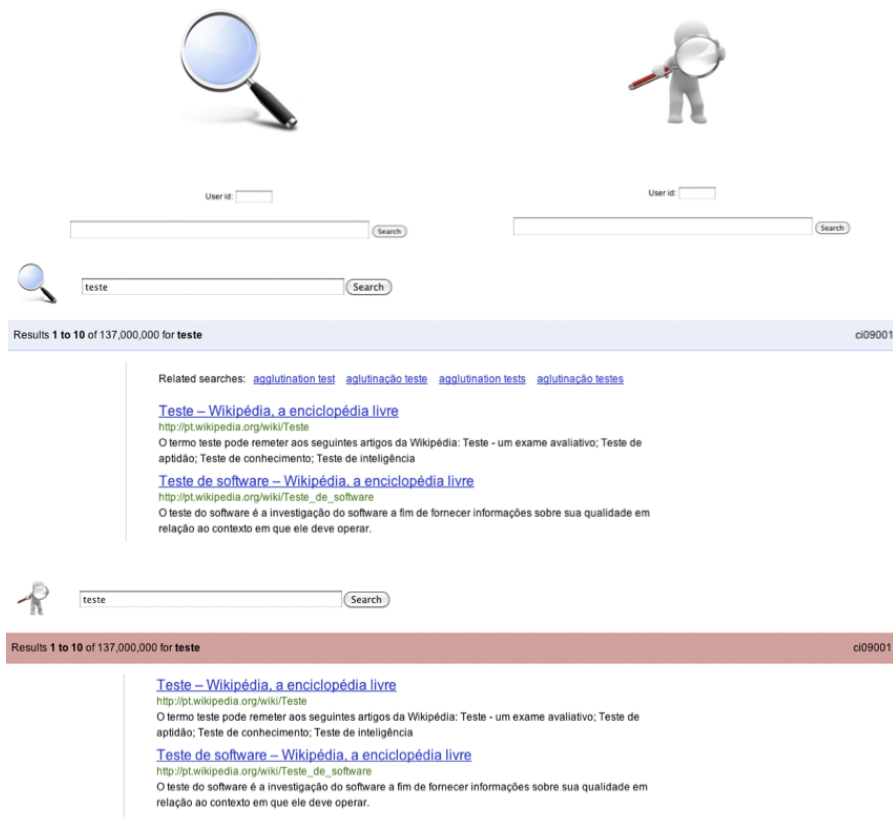 User id:
Search
User id:
Search
teste Search
Results 1 to 10 of 137,000,000 for teste ci09001
Related searches: agglutination test aglutinação teste agglutination tests aglutinação testes
Teste – Wikipédia, a enciclopédia livre
http://pt.wikipedia.org/wiki/Teste
O termo teste pode remeter aos seguintes artigos da Wikipédia: Teste - um exame avaliativo; Teste de
aptidão; Teste de conhecimento; Teste de inteligência
Teste de software – Wikipédia, a enciclopédia livre
http://pt.wikipedia.org/wiki/Teste_de_software
O teste do software é a investigação do software a fim de fornecer informações sobre sua qualidade em
relação ao contexto em que ele deve operar.
teste Search
Results 1 to 10 of 137,000,000 for teste ci09001
Teste – Wikipédia, a enciclopédia livre
http://pt.wikipedia.org/wiki/Teste
O termo teste pode remeter aos seguintes artigos da Wikipédia: Teste - um exame avaliativo; Teste de
aptidão; Teste de conhecimento; Teste de inteligência
Teste de software – Wikipédia, a enciclopédia livre
http://pt.wikipedia.org/wiki/Teste_de_software
O teste do software é a investigação do software a fim de fornecer informações sobre sua qualidade em
relação ao contexto em que ele deve operar.